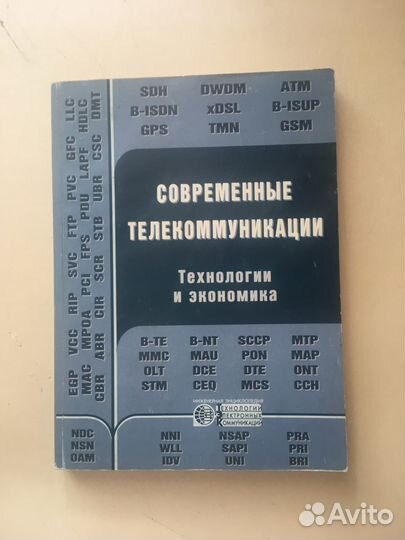 SDH DWDM ATM
B-ISDN xDSL B-ISUP
GPS TMN GSM
EGP VCC RIP SVC FTP PVC GFC LLC
MAC MPOA PCI FPS PDU LAPF HDLC
CBR ABR CIR SCR STB UBR CSC DMT
СОВРЕМЕННЫЕ
ТЕЛЕКОММУНИКАЦИИ
Технологии
и экономика
B-TE B-NT SCCP MTP
MMC MAU PON MAP
OLT DCE DTE ONT
STM CEQ MCS CCH
ИНЖЕНЕРНАЯ ЭНЦИКЛОПЕДИЯ
ТЕХНОЛОГИИ
ЭЛЕКТРОННЫХ
КОММУНИКАЦИЙ
NDC NNI NSAP PRA
NSN WLL SAPI PRI
OAM IDV UNI BRI
Avito